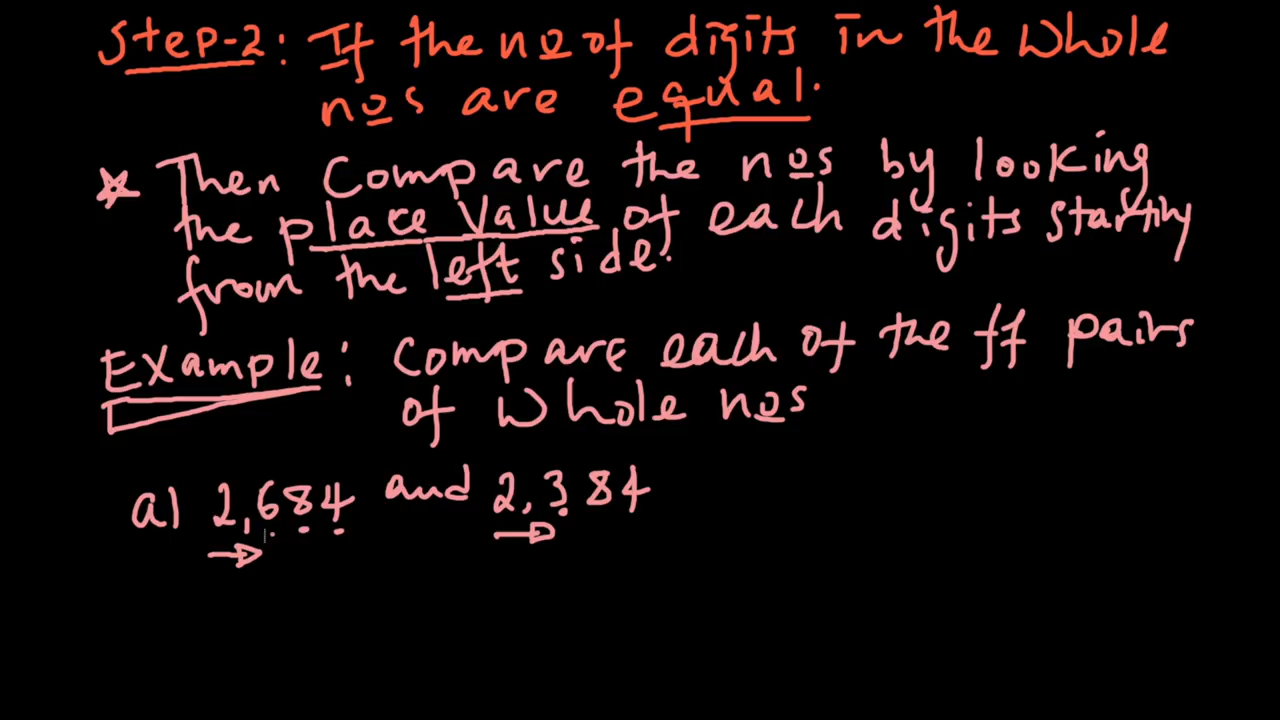 Step-2: If the no of digits in the whole
nos are equal.
Then Compare the nos by looking
the place Value of each digits starting
from the left side.
Example: Compare each of the ff pairs
of Whole nos
a) 2,684 and 2,384